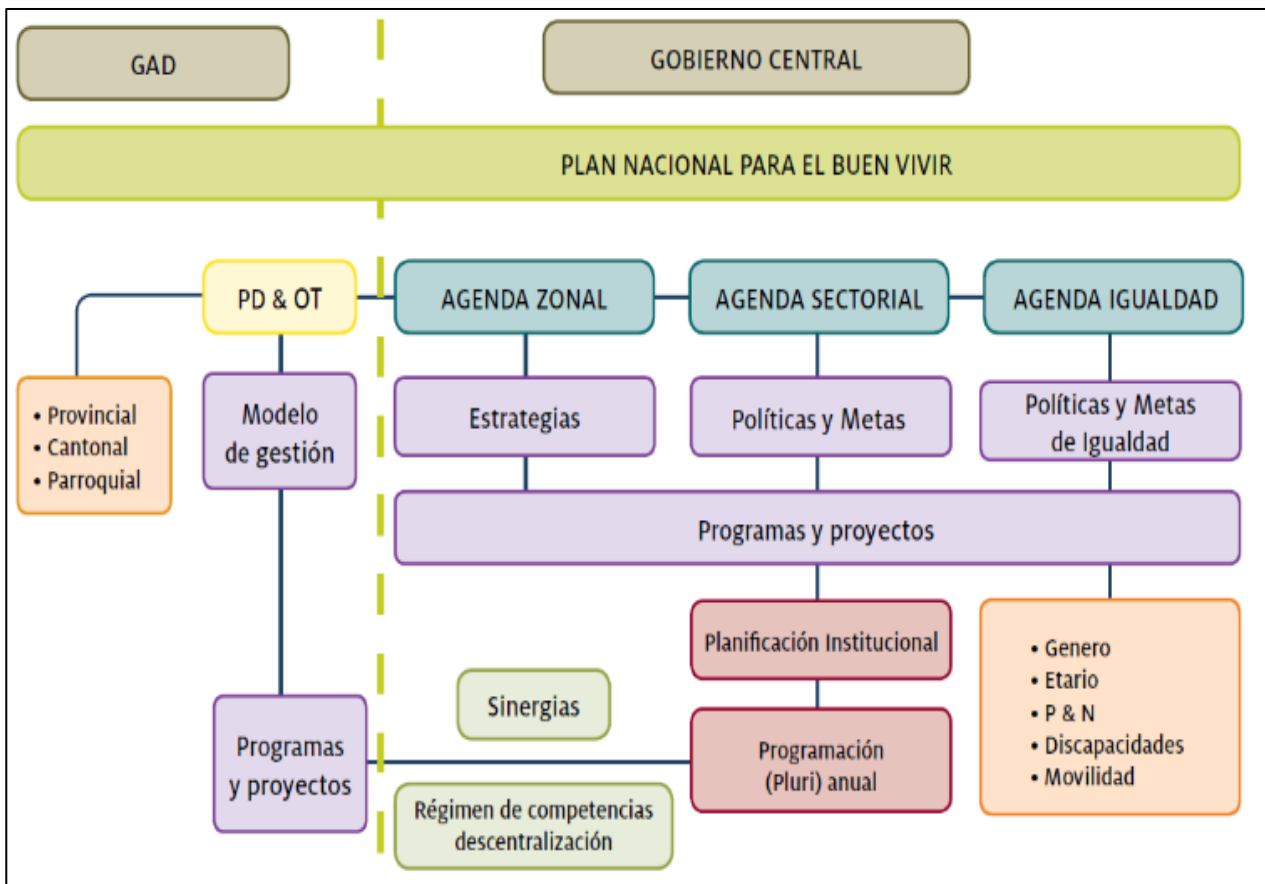 GAD
GOBIERNO CENTRAL
PLAN NACIONAL PARA EL BUEN VIVIR
PD & OT
AGENDA ZONAL
AGENDA SECTORIAL
AGENDA IGUALDAD
• Provincial
• Cantonal
• Parroquial
Modelo
de gestión
Estrategias
Políticas y Metas
Políticas y Metas
de Igualdad
Programas y proyectos
Planificación Institucional
• Genero
• Etario
• P & N
• Discapacidades
• Movilidad
Sinergias
Programas
y proyectos
Programación
(Pluri) anual
Régimen de competencias
descentralización